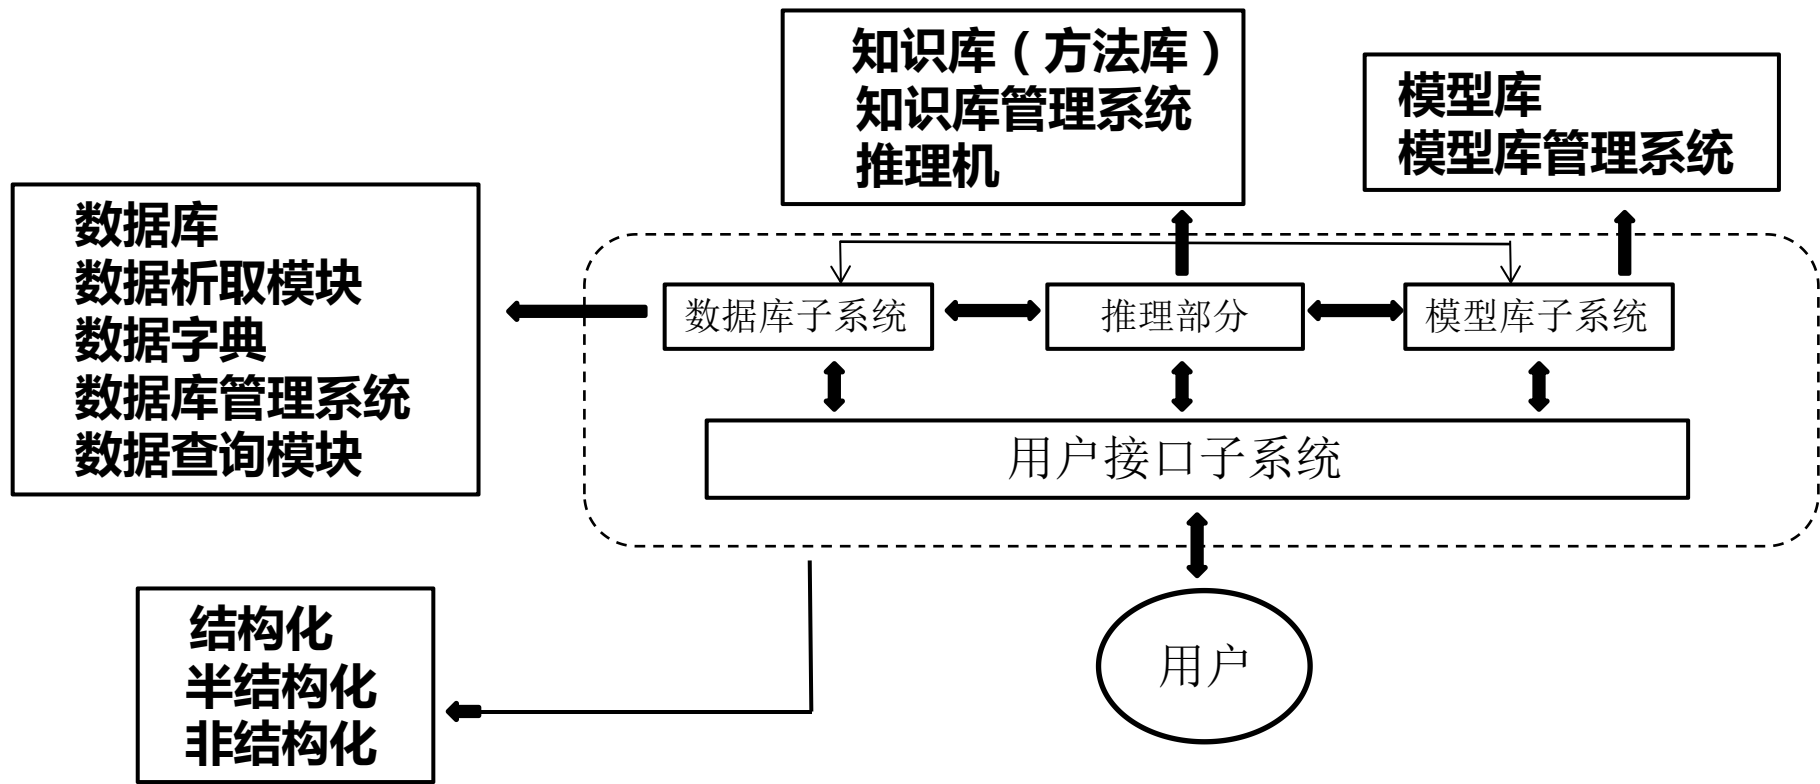 知识库（方法库）
知识库管理系统
推理机
模型库
模型库管理系统
数据库
数据析取模块
数据字典
数据库管理系统
数据查询模块
数据库子系统
推理部分
模型库子系统
用户接口子系统
结构化
半结构化
非结构化
用户